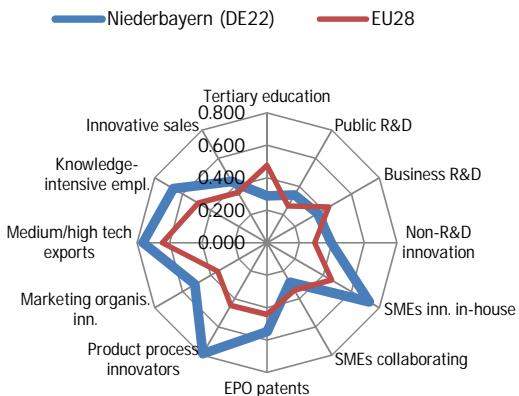 Niederbayern (DE22) EU28
Tertiary education
0.800
0.600
0.400
0.200
0.000
Public R&D
Business R&D
Non-R&D
innovation
SMEs inn. in-house
SMEs collaborating
EPO patents
Product process
innovators
Marketing organis.
inn.
Medium/high tech
exports
Knowledge-
intensive empl.
Innovative sales